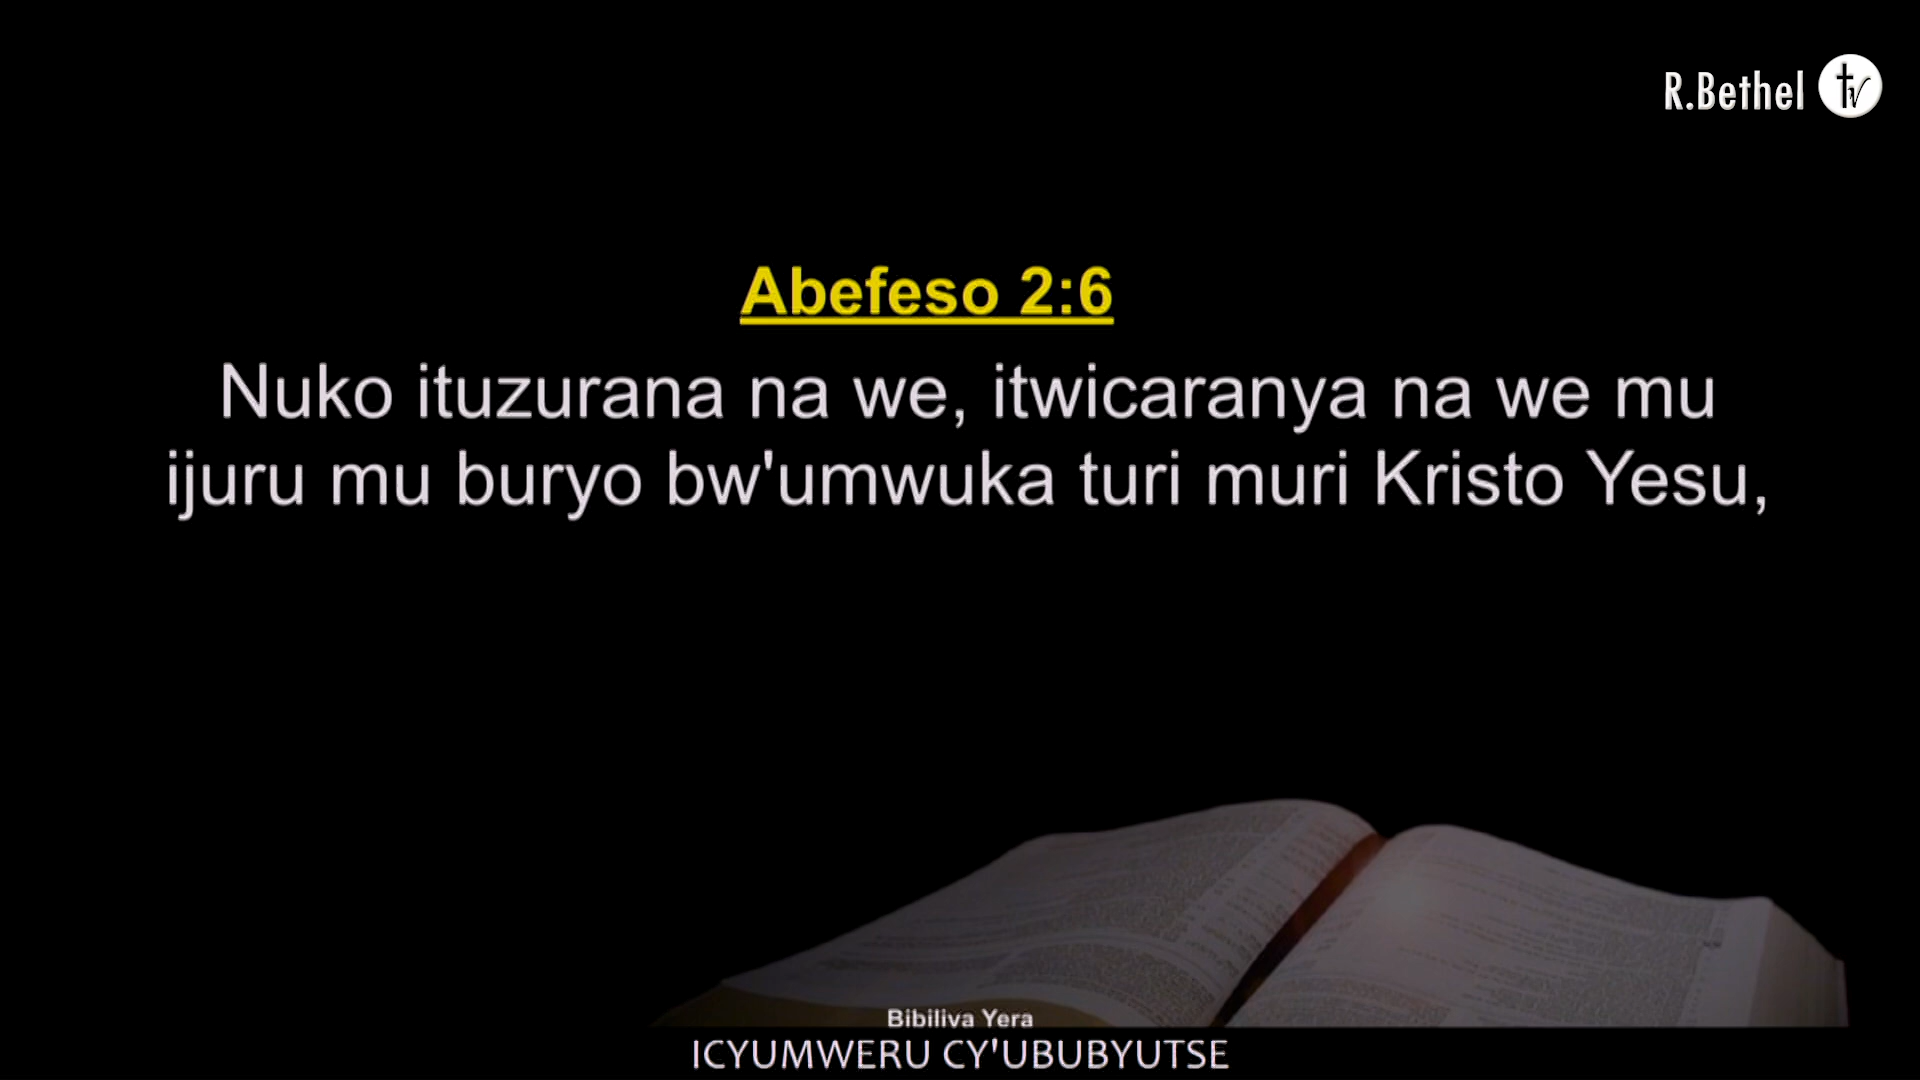 R.Bethel tv
Abefeso 2:6
Nuko ituzurana na we, itwicaranya na we mu
ijuru mu buryo bw'umwuka turi muri Kristo Yesu,
Bibiliya Yera
ICYUMWERU CY'UBUBYUTSE